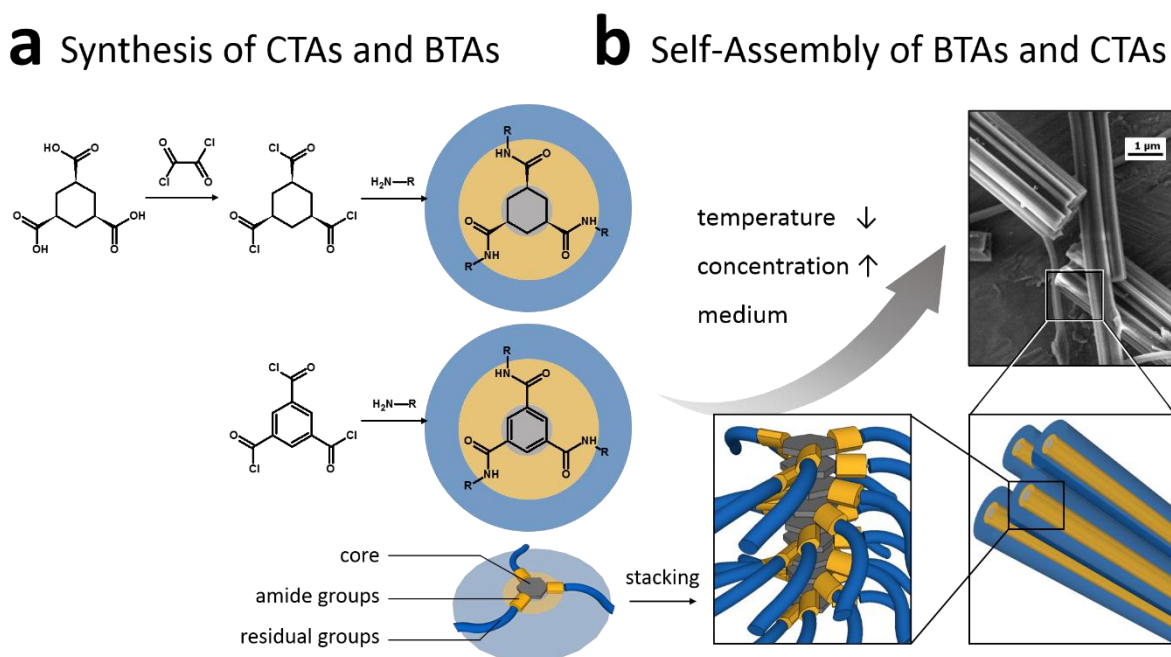 a Synthesis of CTAs and BTAs
b Self-Assembly of BTAs and CTAs
HO
O
O
OH
O
OH
O
Cl
Cl
O
Cl
O
O
Cl
O
Cl
H₂N—R
R
NH
O
O
NH
R
HN
R
O
Cl
O
O
Cl
O
Cl
H₂N—R
R
NH
O
O
NH
R
HN
R
O
core
amide groups
residual groups
stacking
temperature ↓
concentration ↑
medium
1 µm